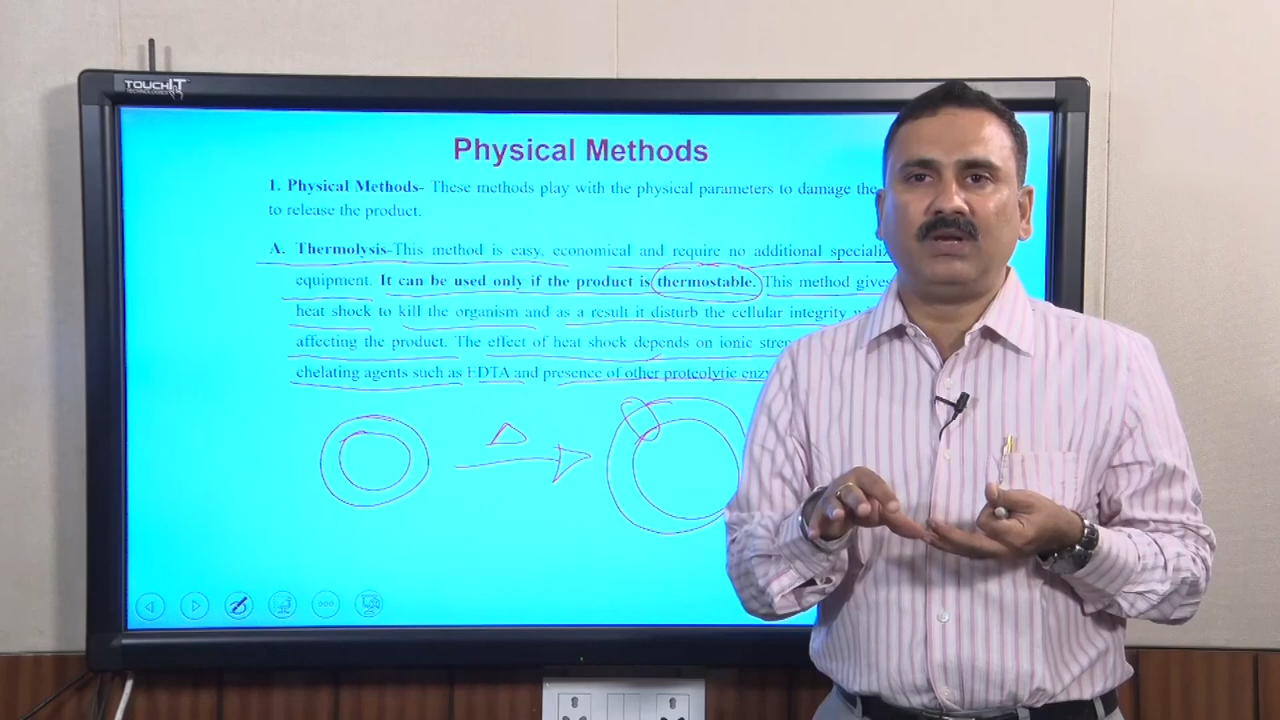 TOUCHIT
TECHNOLOGIES
Physical Methods
1. Physical Methods- These methods play with the physical parameters to damage the
to release the product.
A. Thermolysis-This method is easy, economical and require no additional
equipment. It can be used only if the product is thermostable. This method gives
heat shock to kill the organism and as a result it disturb the cellular integrity
affecting the product. The effect of heat shock depends on ionic
chelating agents such as EDTA and presence of other proteolytic